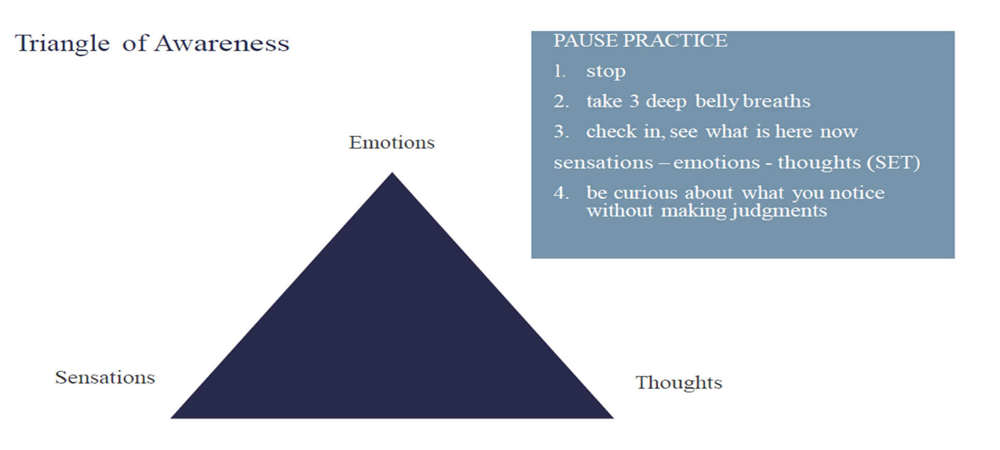 Triangle of Awareness
PAUSE PRACTICE
1. stop
2. take 3 deep belly breaths
3. check in, see what is here now
sensations – emotions - thoughts (SET)
4. be curious about what you notice
without making judgments
Emotions
Sensations
Thoughts